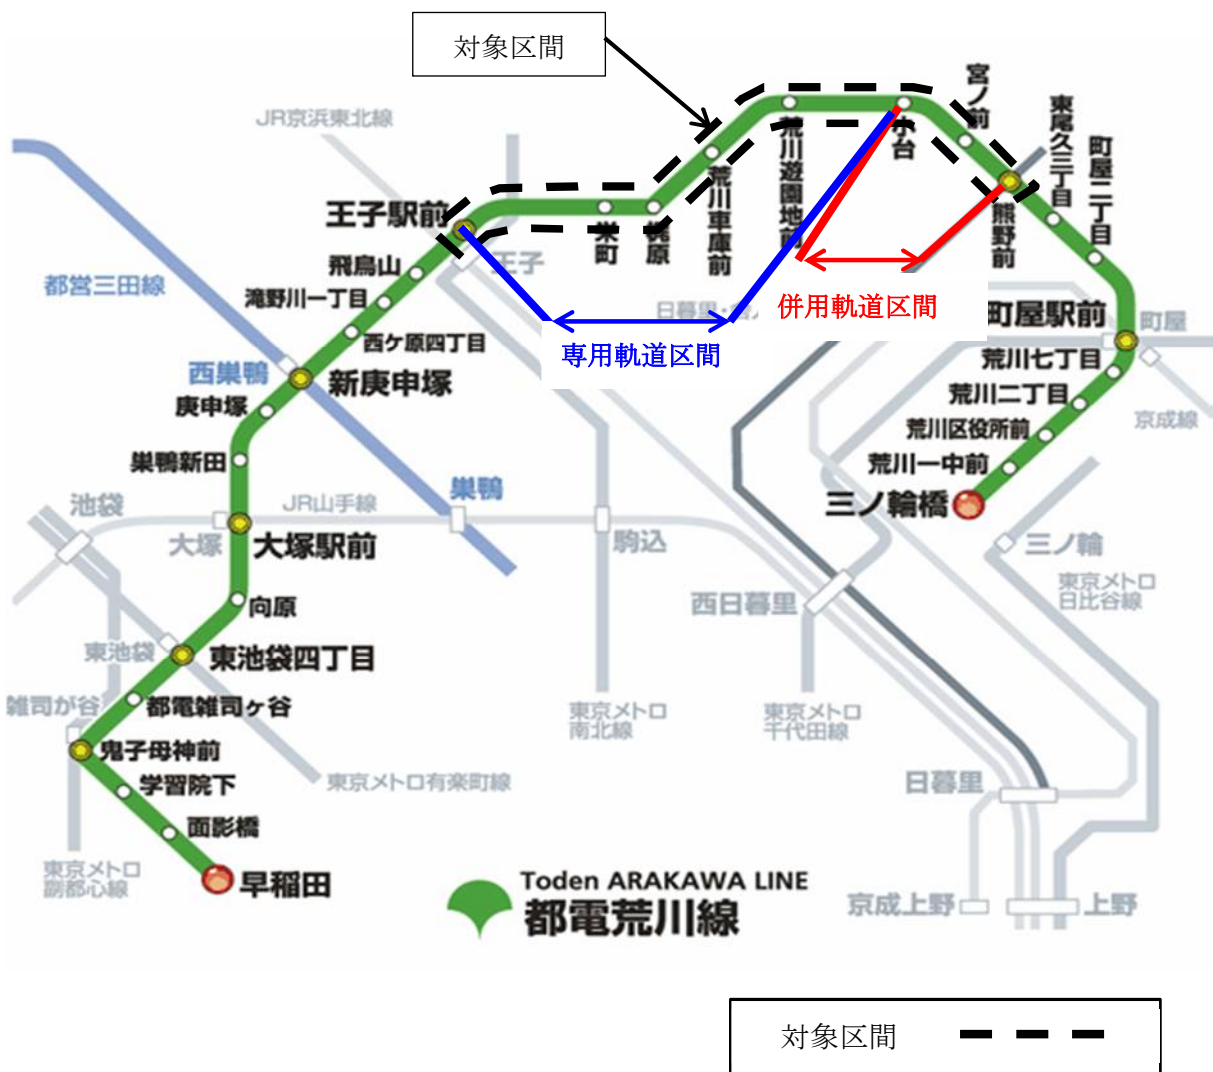 対象区間
宮ノ前
東尾久三丁目
町屋二丁目
JR京浜東北線
小台
王子駅前
栄町
梶原
荒川車庫前
荒川遊園地前
熊野前
飛鳥山
王子
都営三田線
滝野川一丁目
日暮里・舎人
併用軌道区間
町屋駅前
町屋
西ケ原四丁目
専用軌道区間
荒川七丁目
西巣鴨
新庚申塚
荒川二丁目
庚申塚
京成線
荒川区役所前
巣鴨新田
荒川一中前
池袋
JR山手線
巣鴨
三ノ輪橋
大塚
大塚駅前
駒込
三ノ輪
東京メトロ
日比谷線
向原
西日暮里
東池袋
東池袋四丁目
雑司が谷
都電雑司ヶ谷
東京メトロ
南北線
東京メトロ
千代田線
鬼子母神前
学習院下
東京メトロ有楽町線
日暮里
面影橋
東京メトロ
副都心線
早稲田
Toden ARAKAWA LINE
都電荒川線
京成上野
上野
対象区間